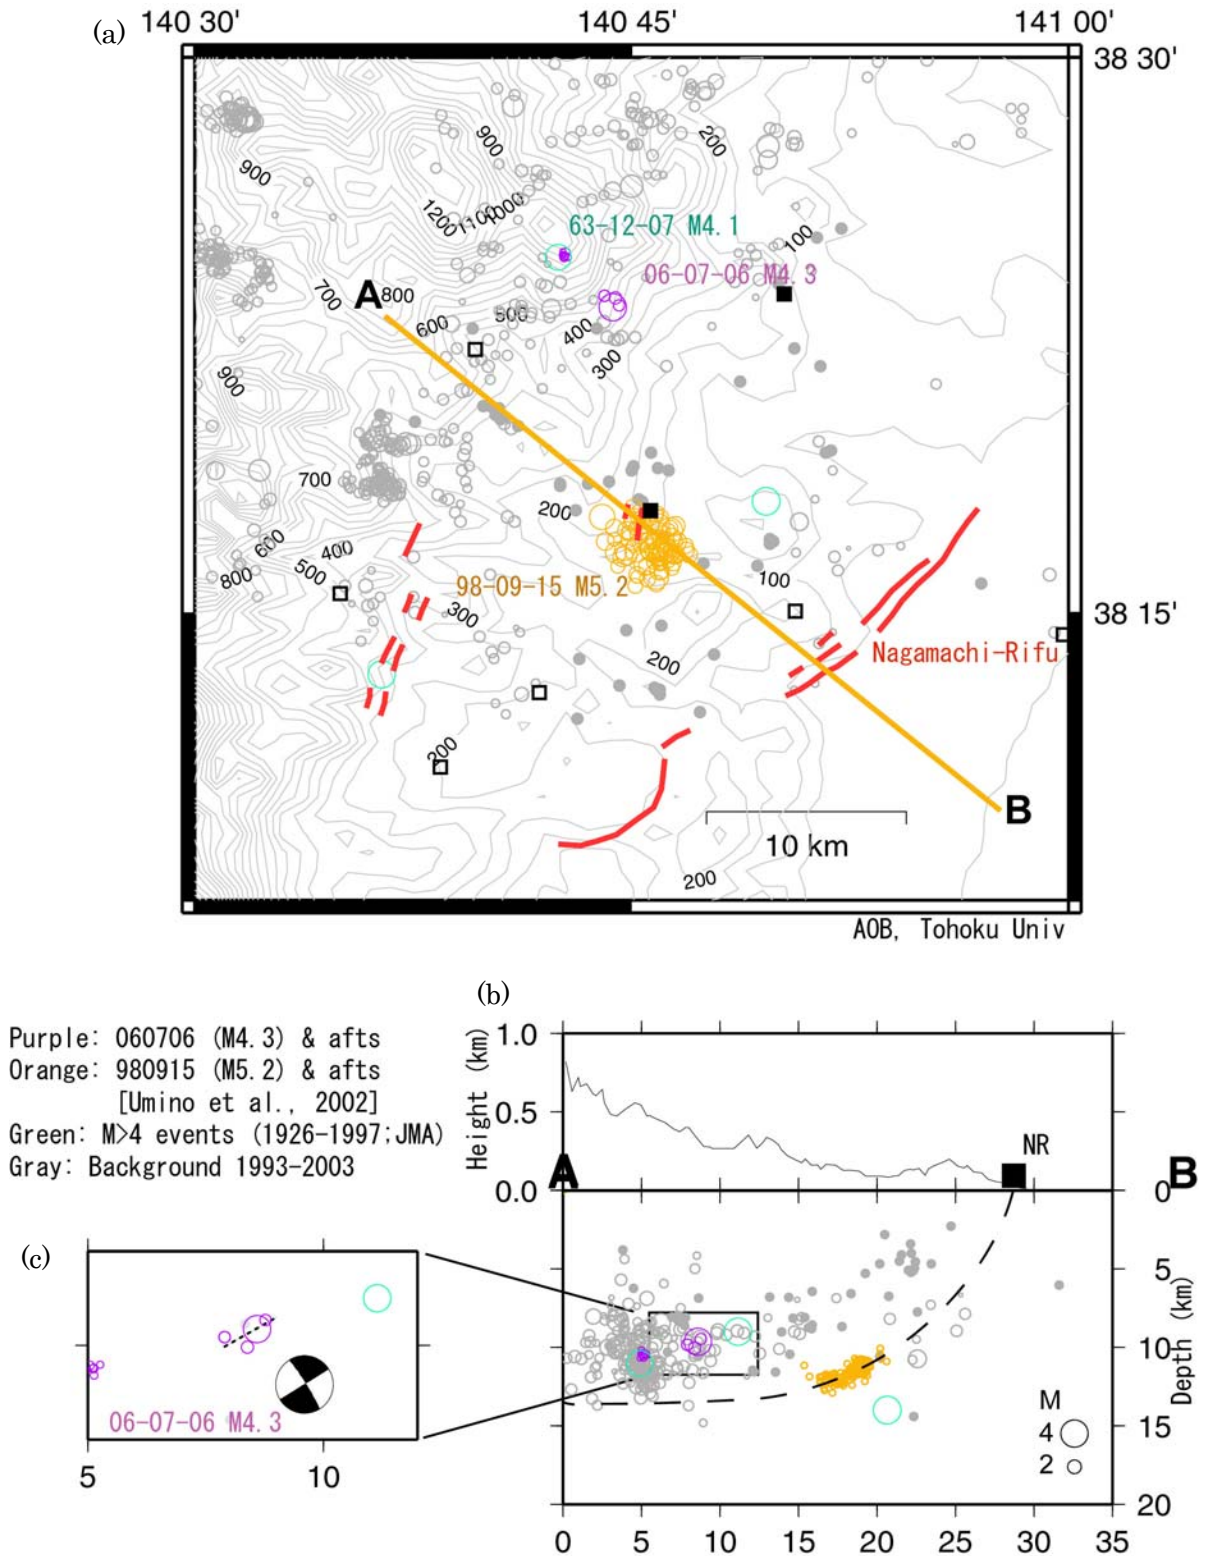 (a)
140 30' 140 45' 141 00'
38 30'
900
200
900
1200 1100 1000
63-12-07 M4.1
100
06-07-06 M4.3
700
A 800
600
500
400
300
900
700
200
600
400
500
800
98-09-15 M5.2
300
100
38 15'
200
Nagamachi-Rifu
200
B
10 km
200
AOB, Tohoku Univ
(b)
Purple: 060706 (M4.3) & afts
Orange: 980915 (M5.2) & afts
[Umino et al., 2002]
Green: M>4 events (1926-1997;JMA)
Gray: Background 1993-2003
Height (km)
1.0
0.5
0.0
NR
A
B
0
5
10
15
20
Depth (km)
M
4
2
0 5 10 15 20 25 30 35
(c)
06-07-06 M4.3
5 10